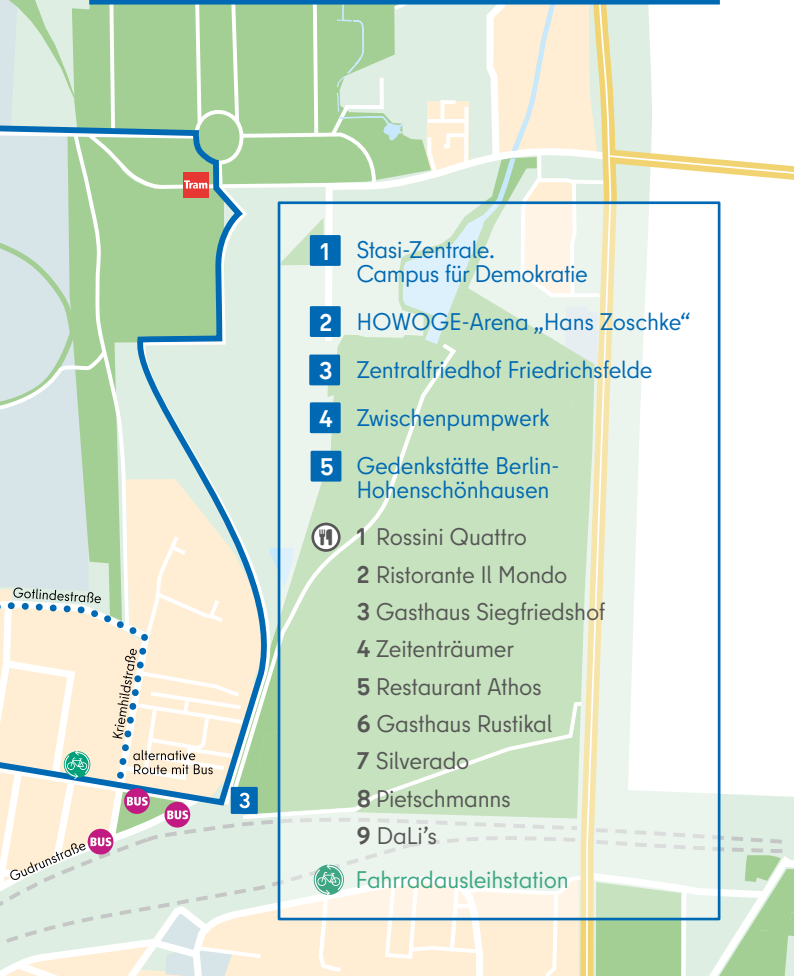 Tram
1 Stasi-Zentrale.
Campus für Demokratie
2 HOWOGE-Arena „Hans Zoschke“
3 Zentralfriedhof Friedrichsfelde
4 Zwischenpumpwerk
5 Gedenkstätte Berlin-
Hohenschönhausen
1 Rossini Quattro
2 Ristorante Il Mondo
3 Gasthaus Siegfriedshof
4 Zeitenträumer
5 Restaurant Athos
6 Gasthaus Rustikal
7 Silverado
8 Pietschmanns
9 DaLi’s
Fahrradausleihstation
Gotlindestraße
Kriemhildstraße
alternative
Route mit Bus
BUS
BUS
3
Gudrunstraße
BUS